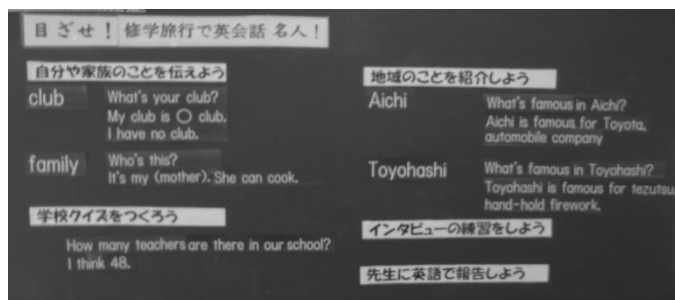 目ざせ！修学旅行で英会話 名人！
自分や家族のことを伝えよう
club
What's your club?
My club is ○ club.
I have no club.
family
Who's this?
It's my (mother). She can cook.
学校クイズをつくろう
How many teachers are there in our school?
I think 48.
地域のことを紹介しよう
Aichi
What's famous in Aichi?
Aichi is famous for Toyota,
automobile company
Toyohashi
What's famous in Toyohashi?
Toyohashi is famous for tezutsu
hand-hold firework.
インタビューの練習をしよう
先生に英語で報告しよう